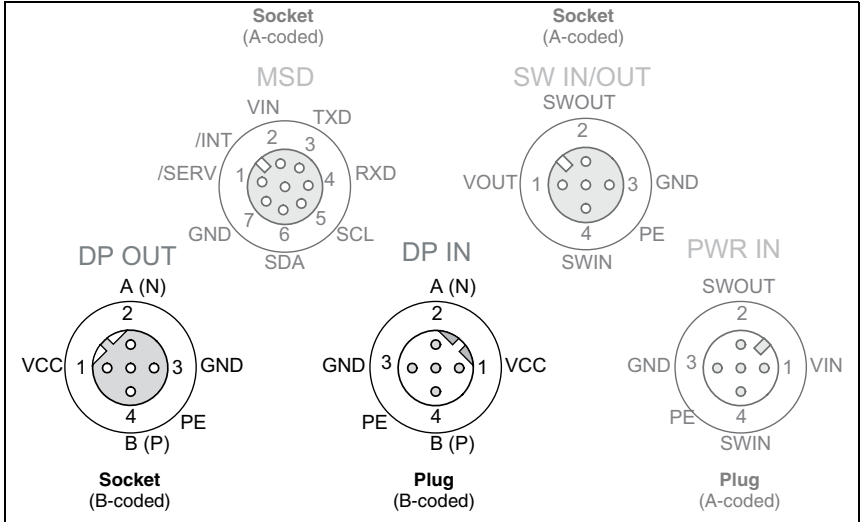 Socket
(A-coded)
Socket
(A-coded)
MSD
SW IN/OUT
VIN
TXD
/INT
/SERV
RXD
GND
SCL
SDA
1
2
3
4
5
6
7
SWOUT
2
VOUT 1
3 GND
4
PE
SWIN
DP OUT
A (N)
2
VCC 1
3 GND
4
PE
B (P)
Socket
(B-coded)
DP IN
A (N)
2
GND 3
1 VCC
4
PE
B (P)
Plug
(B-coded)
PWR IN
SWOUT
2
GND 3
1 VIN
4
PE
SWIN
Plug
(A-coded)